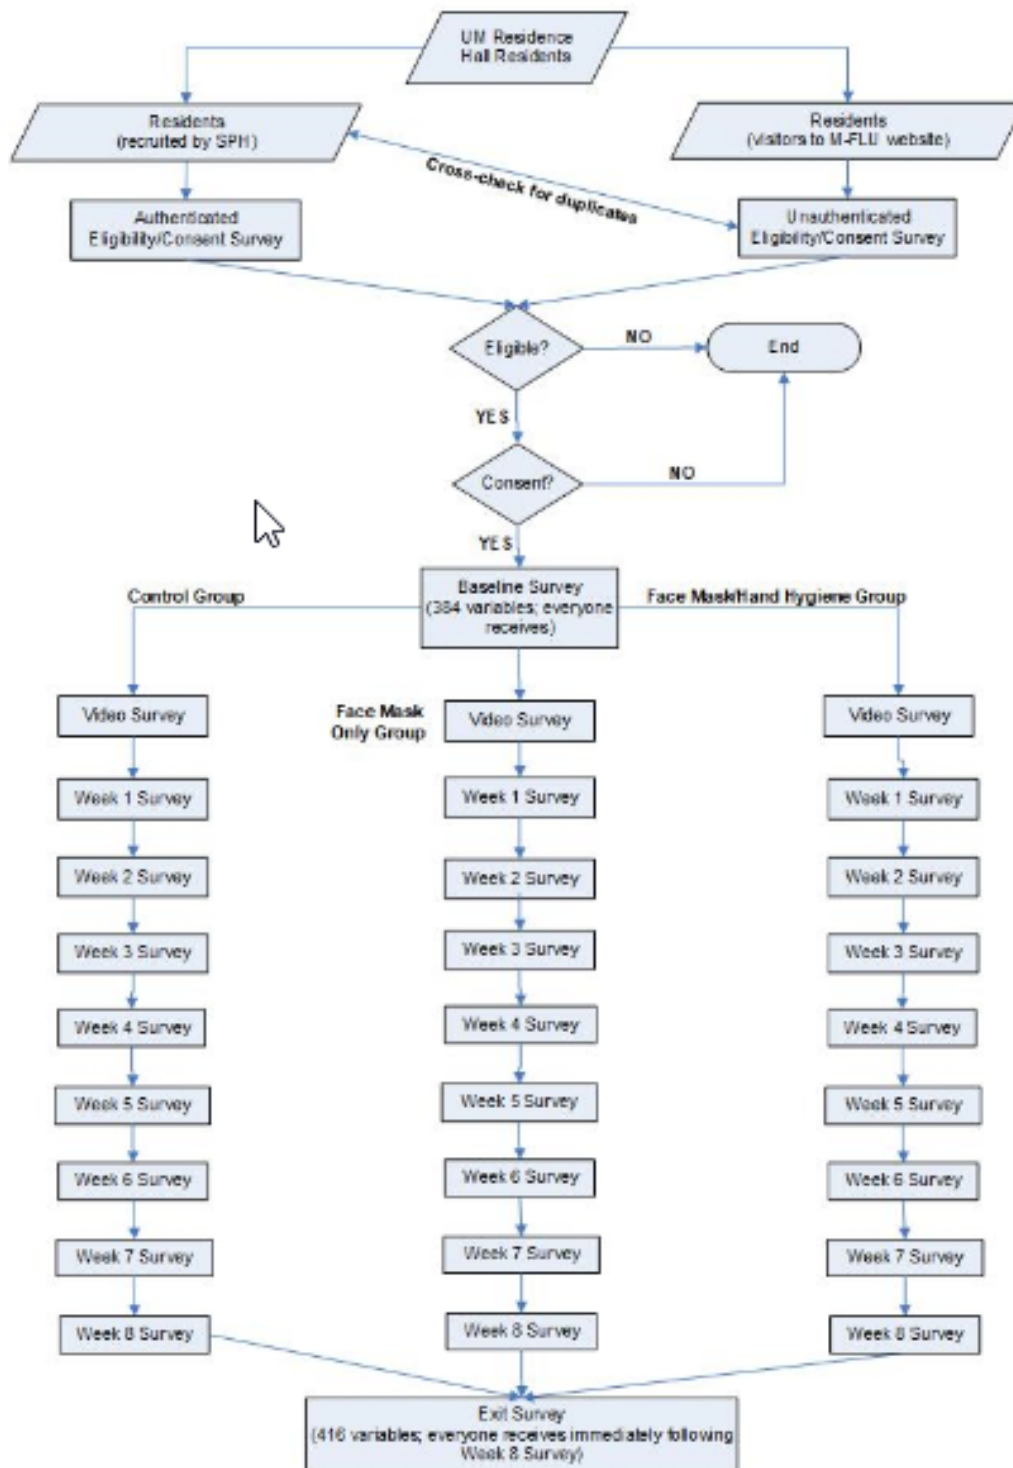 UM Residence
Hall Residents
Residents
(recruited by SPH)
Residents
(visitors to M-FLU website)
Cross-check for duplicates
Authenticated
Eligibility/Consent Survey
Unauthenticated
Eligibility/Consent Survey
Eligible?
NO
End
YES
Consent?
NO
YES
Baseline Survey
(384 variables; everyone
receives)
Control Group
Face Mask/Hand Hygiene Group
Video Survey
Face Mask
Only Group
Video Survey
Video Survey
Week 1 Survey
Week 1 Survey
Week 1 Survey
Week 2 Survey
Week 2 Survey
Week 2 Survey
Week 3 Survey
Week 3 Survey
Week 3 Survey
Week 4 Survey
Week 4 Survey
Week 4 Survey
Week 5 Survey
Week 5 Survey
Week 5 Survey
Week 6 Survey
Week 6 Survey
Week 6 Survey
Week 7 Survey
Week 7 Survey
Week 7 Survey
Week 8 Survey
Week 8 Survey
Week 8 Survey
Exit Survey
(416 variables; everyone receives immediately following
Week 8 Survey)